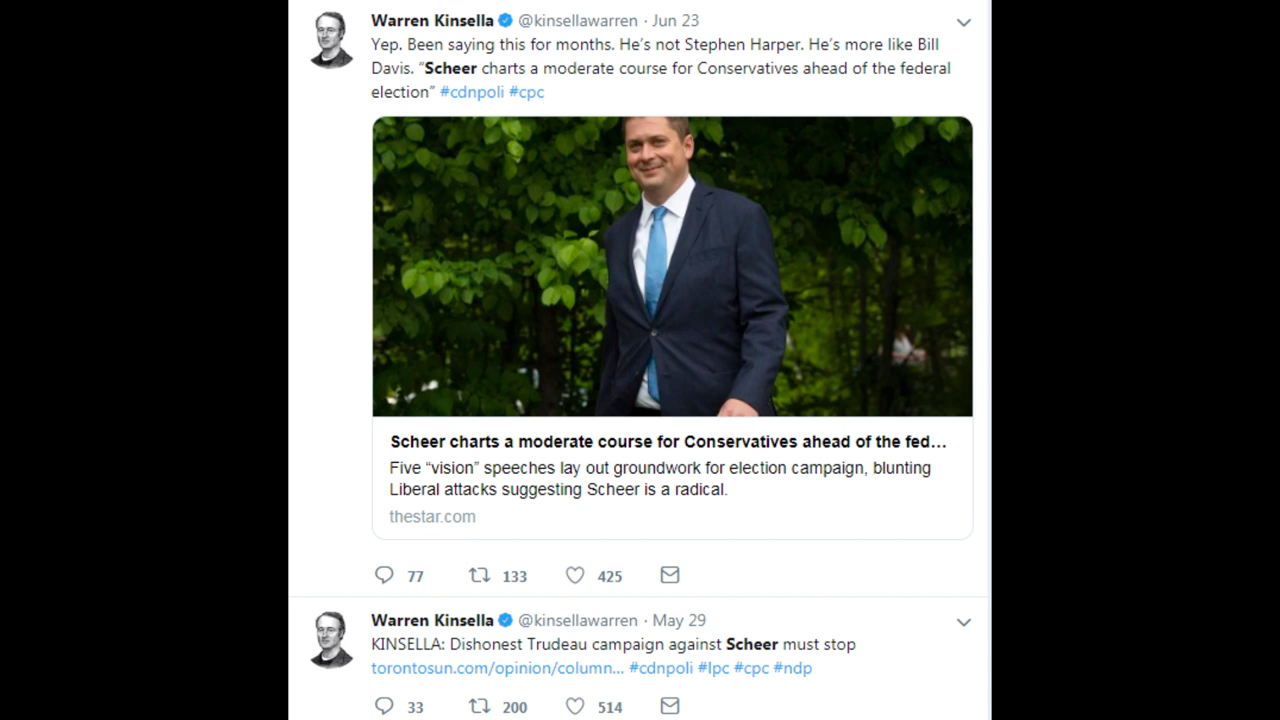 Warren Kinsella @kinsellawarren · Jun 23
Yep. Been saying this for months. He’s not Stephen Harper. He’s more like Bill
Davis. “Scheer charts a moderate course for Conservatives ahead of the federal
election” #cdnpoli #cpc
Scheer charts a moderate course for Conservatives ahead of the fed…
Five “vision” speeches lay out groundwork for election campaign, blunting
Liberal attacks suggesting Scheer is a radical.
thestar.com
77 133 425
Warren Kinsella @kinsellawarren · May 29
KINSELLA: Dishonest Trudeau campaign against Scheer must stop
torontosun.com/opinion/column… #cdnpoli #lpc #cpc #ndp
33 200 514